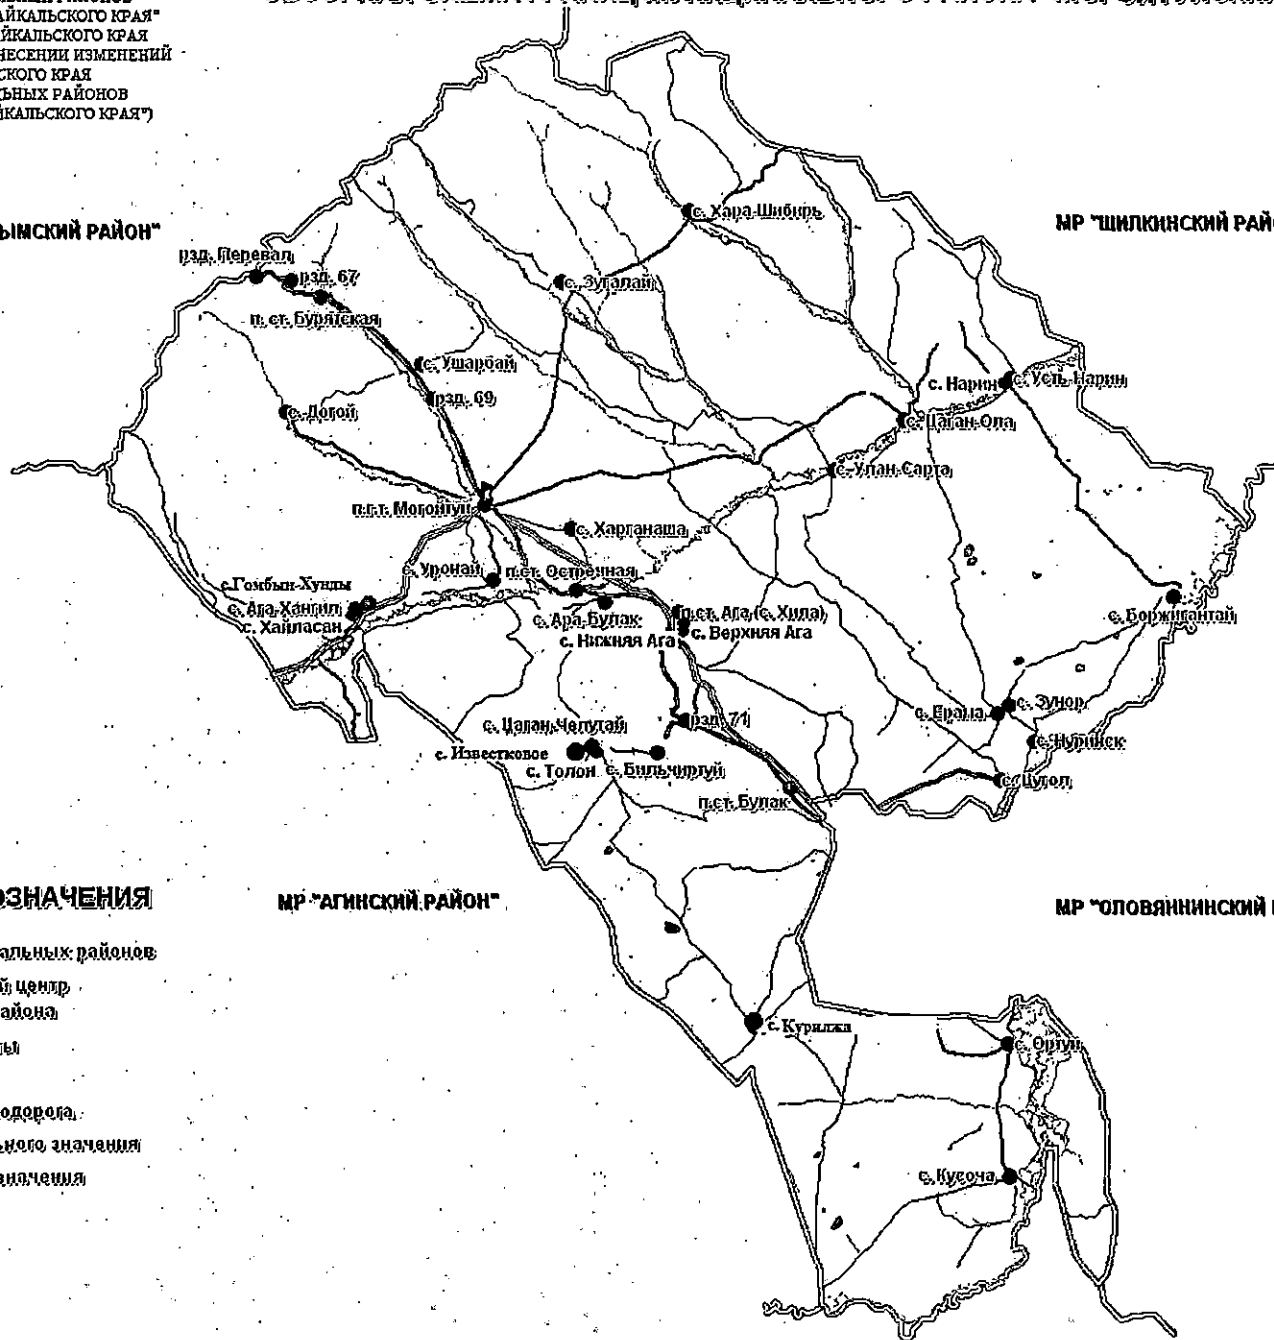 АЙКАЛЬСКОГО КРАЯ"
ЙКАЛЬСКОГО КРАЯ
НЕСЕНИИ ИЗМЕНЕНИЙ
СКОГО КРАЯ
ЬНЫХ РАЙОНОВ
ЙКАЛЬСКОГО КРАЯ")
ЫМСКИЙ РАЙОН"
с. Хара-Шибирь
МР "ШИЛКИНСКИЙ РАЙО
рзд. Перевал
рзд. 67
с. Зугалай
п. ст. Бурятская
с. Ушарбай
с. Нарин
с. Усть-Нарин
рзд. 69
с. Догой
с. Цаган-Ола
с. Улан-Сарта
п.г.т. Могойтуй
с. Харганаша
с. Уронай
п.ст. Остречная
с.Гомбын-Хунды
с. Ага-Хангил
с. Хайласан
с. Ара-Булак
п.ст. Ага (с. Хила)
с. Нижняя Ага
с. Верхняя Ага
с. Боржигантай
с. Зунор
с. Ерана
рзд. 71
с. Цаган-Челутай
с. Нуринск
с. Известковое
с. Толон
с. Бильчиртуй
с. Цугол
п.ст. Булак
ОЗНАЧЕНИЯ
МР "АГИНСКИЙ РАЙОН"
МР "ОЛОВЯННИНСКИЙ
альных районов
й центр
айона
ты
с. Курилжа
с. Ортуй
одорога
ьного значения
значения
с. Кусоча